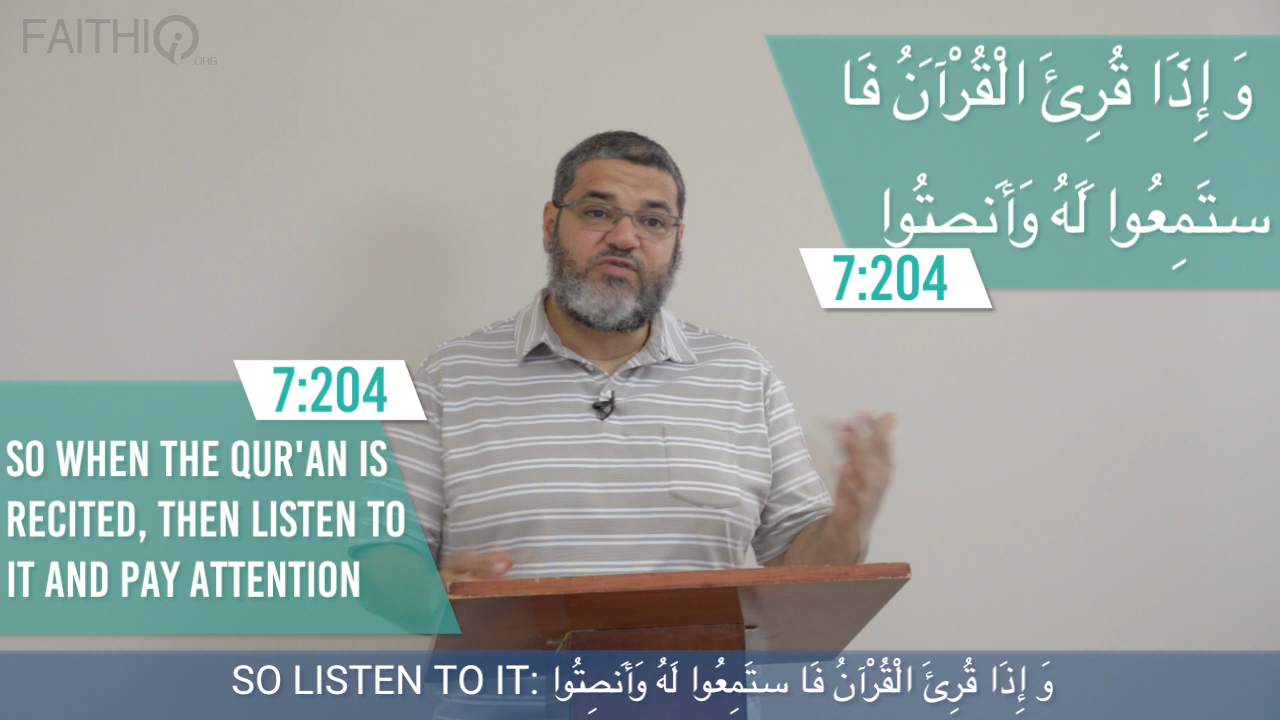 FAITHIQ.ORG
وَ إِذَا قُرِئَ الْقُرْآنُ فَا
ستَمِعُوا لَهُ وَأَنصتُوا
7:204
7:204
SO WHEN THE QUR'AN IS
RECITED, THEN LISTEN TO
IT AND PAY ATTENTION
SO LISTEN TO IT: وَ إِذَا قُرِئَ الْقُرْآنُ فَا ستَمِعُوا لَهُ وَأَنصِتُوا